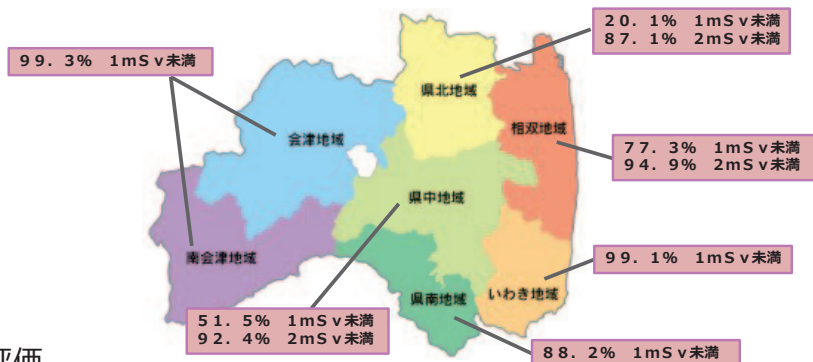 20.1% 1mSv未満
87.1% 2mSv未満
99.3% 1mSv未満
県北地域
相双地域
会津地域
77.3% 1mSv未満
94.9% 2mSv未満
県中地域
南会津地域
99.1% 1mSv未満
いわき地域
県南地域
51.5% 1mSv未満
92.4% 2mSv未満
88.2% 1mSv未満